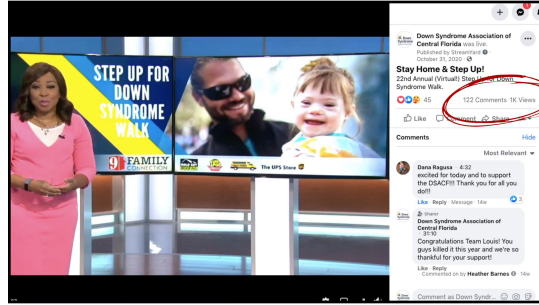 STEP UP FOR
DOWN
SYNDROME
WALK
9
FAMILY
CONNECTION
The UPS Store
Down Syndrome Association of
Central Florida was live.
Published by StreamYard
October 31, 2020
Stay Home & Step Up!
22nd Annual (Virtual!) Step Up for Down
Syndrome Walk.
45
122 Comments 1K Views
Like
Comment
Share
Comments
Hide
Most Relevant
Dana Ragusa · 4:32
excited for today and to support
the DSACF!!! Thank you for all you
do!!!
3
Like · Reply · Message · 14w
Sharer
Down Syndrome Association of
Central Florida
· 31:10
Congratulations Team Louis! You
guys killed it this year and we're so
thankful for your support!
Like · Reply
Commented on by Heather Barnes · 14w
Comment as Down Syndr...